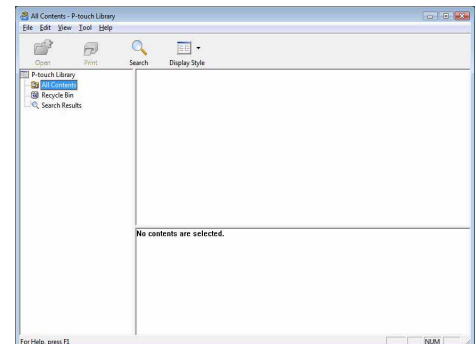 All Contents - P-touch Library
File Edit View Tool Help
Open Print Search Display Style
P-touch Library
All Contents
Recycle Bin
Search Results
No contents are selected.
For Help, press F1 NUM